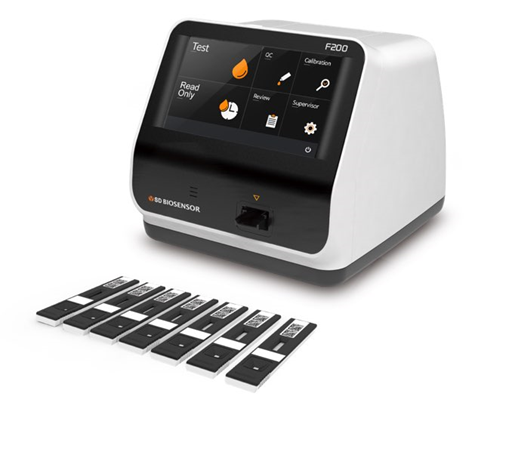 F200
Test
QC
Calibration
Read
Only
Review
Supervisor
SD BIOSENSOR